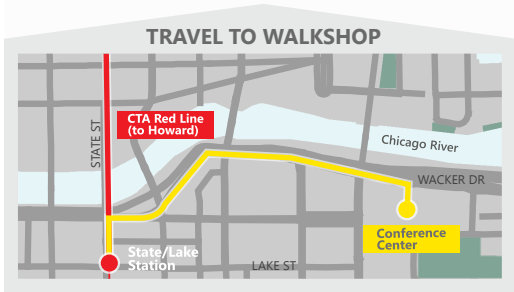 TRAVEL TO WALKSHOP
STATE ST
CTA Red Line
(to Howard)
Chicago River
WACKER DR
Conference
Center
State/Lake
Station
LAKE ST